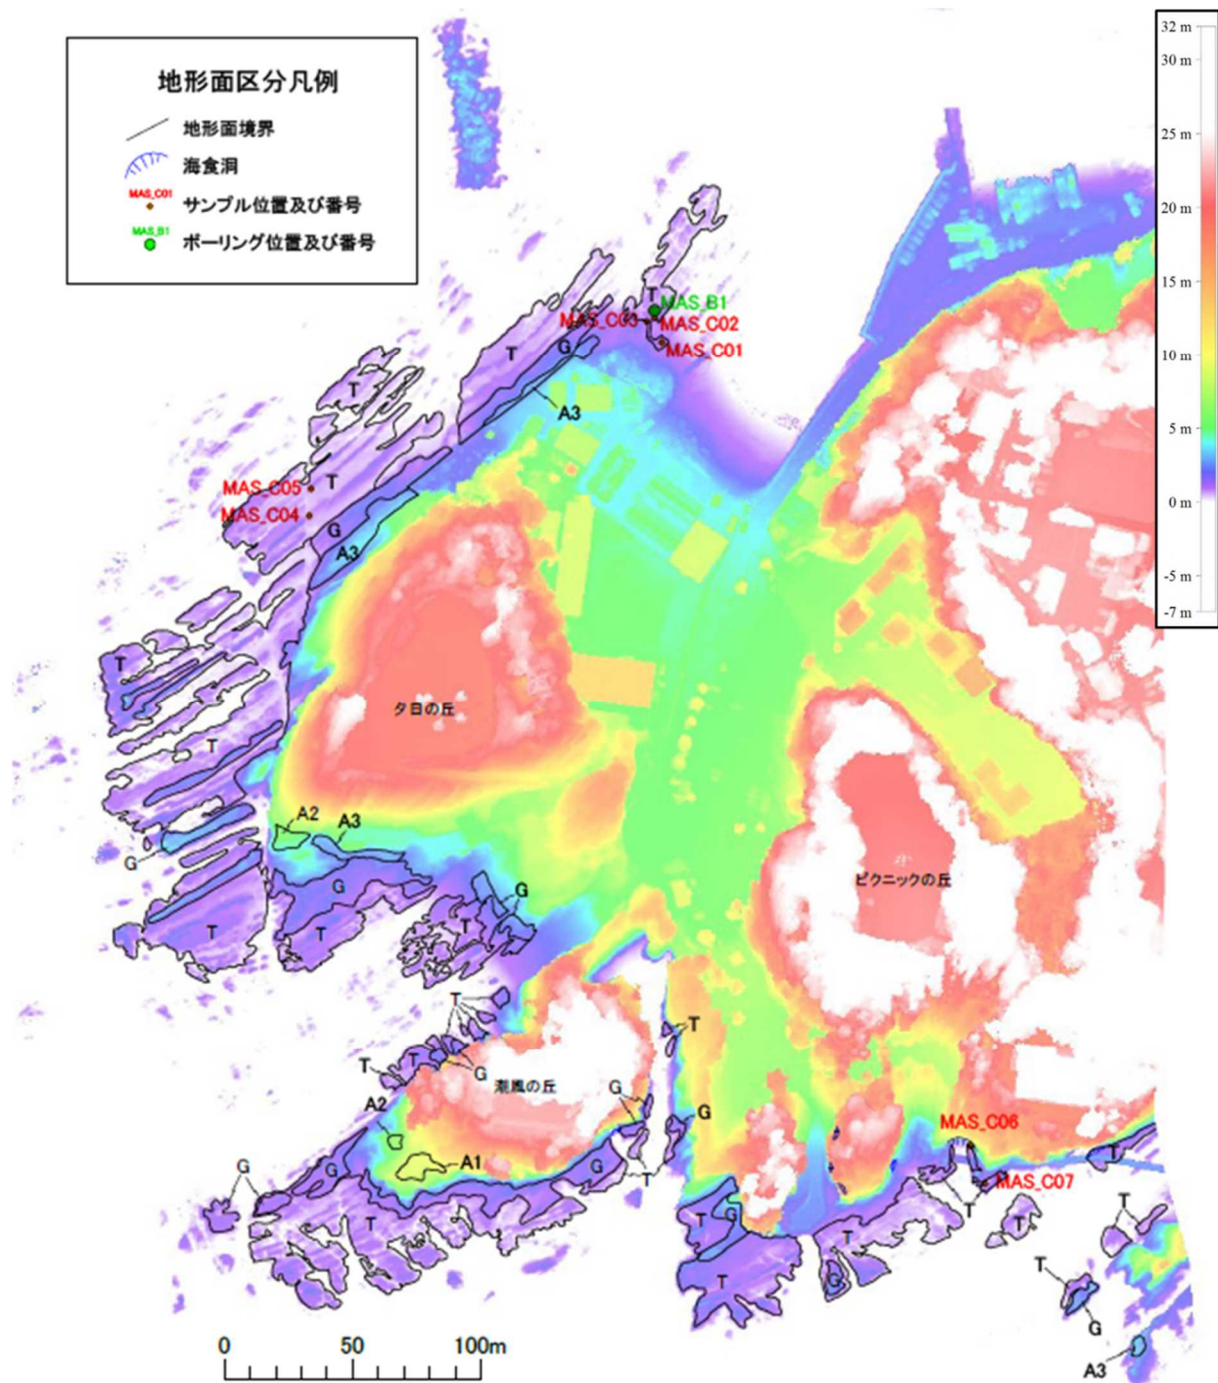 地形面区分凡例
地形面境界
海食洞
MAS_C01
サンプル位置及び番号
MAS_B1
ボーリング位置及び番号
32 m
30 m
25 m
20 m
15 m
10 m
5 m
0 m
-5 m
-7 m
T
MAS_B1
MAS_C03
MAS_C02
MAS_C01
G
T
A3
T
MAS_C05
T
MAS_C04
G
A3
T
夕日の丘
T
A2
A3
G
ピクニックの丘
G
G
T
T
T
T
T
T
T
G
潮風の丘
G
A2
G
MAS_C06
G
G
A1
T
T
MAS_C07
T
G
T
T
T
T
T
T
G
T
G
A3
0
50
100m